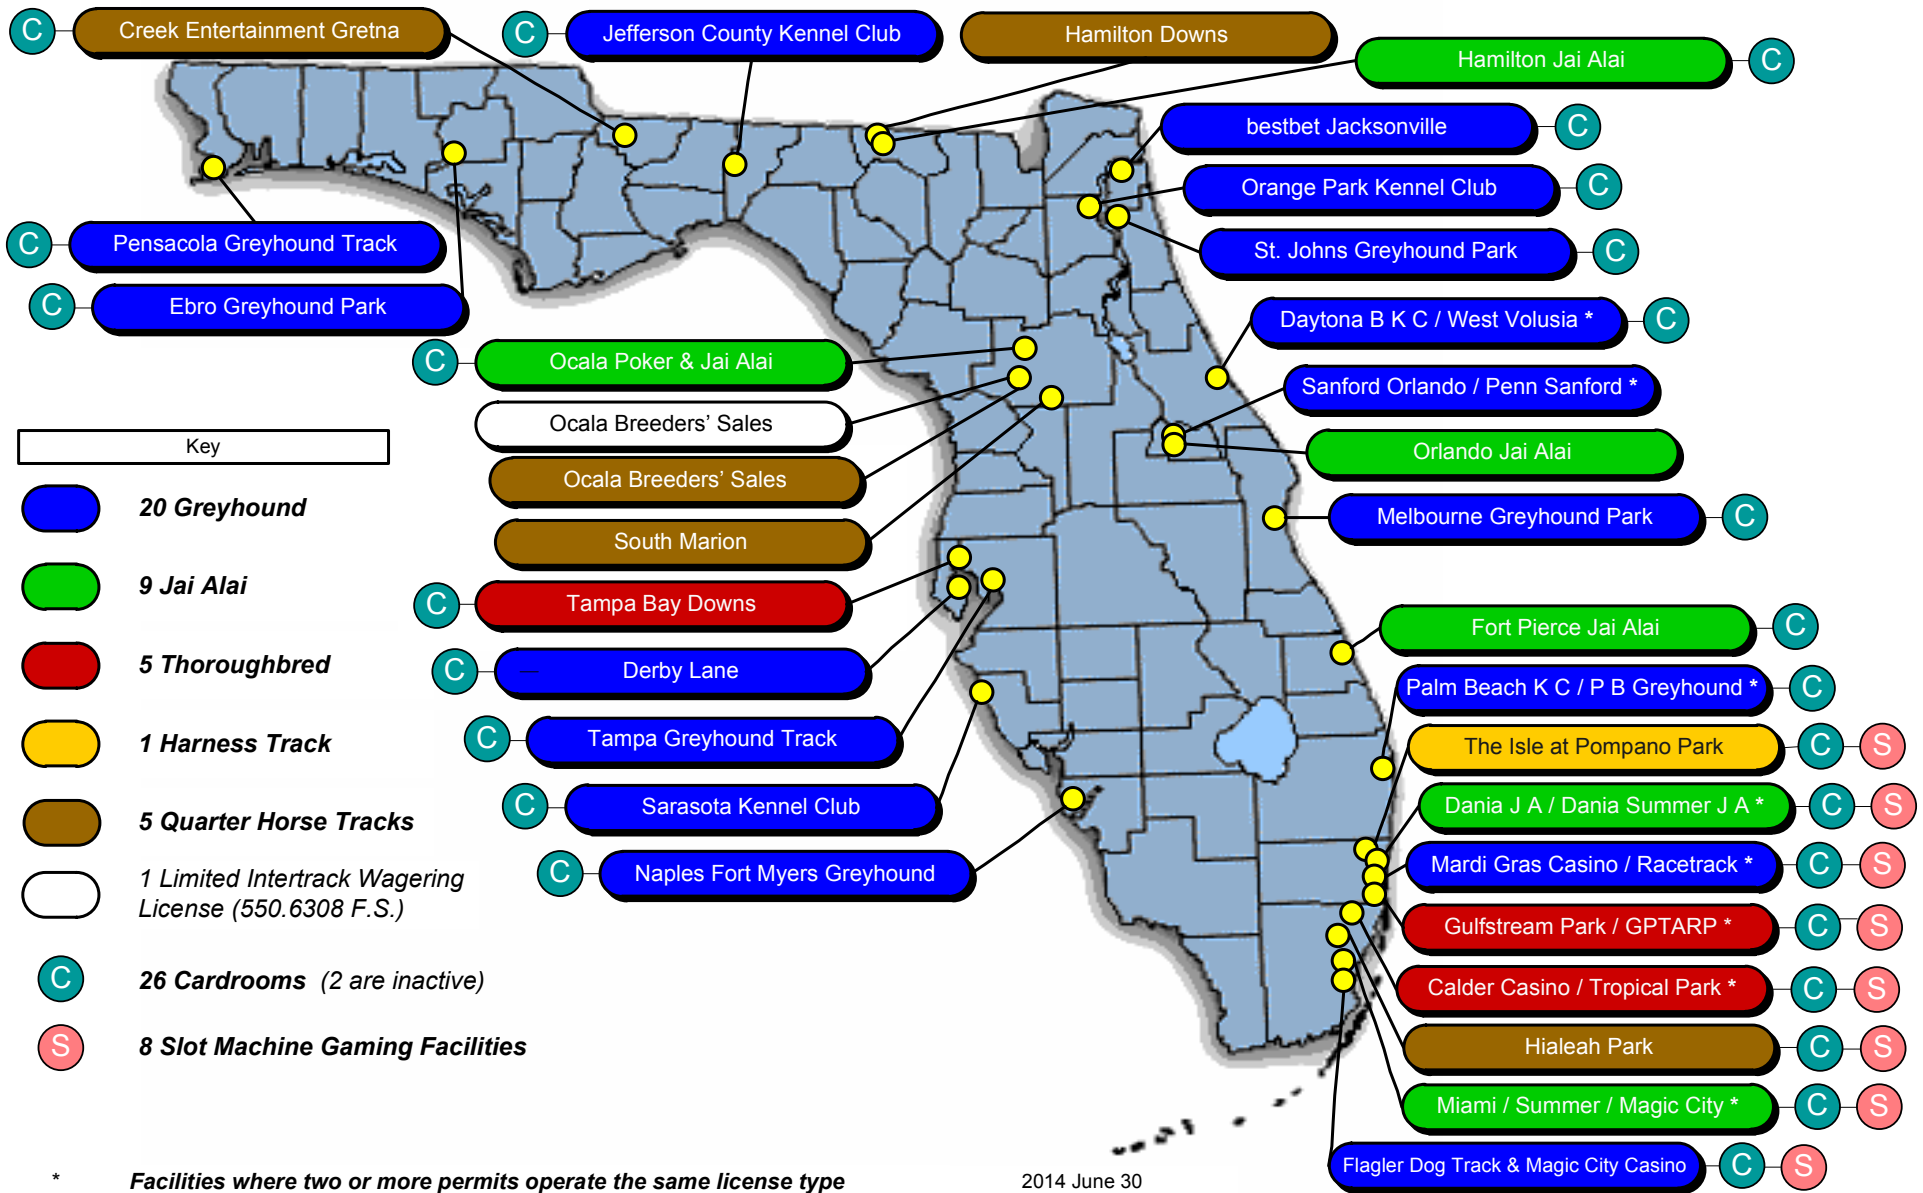 C Creek Entertainment Gretna
C Jefferson County Kennel Club
Hamilton Downs
Hamilton Jai Alai C
bestbet Jacksonville C
Orange Park Kennel Club C
St. Johns Greyhound Park C
C Pensacola Greyhound Track
C Ebro Greyhound Park
Daytona B K C / West Volusia * C
C Ocala Poker & Jai Alai
Sanford Orlando / Penn Sanford *
Ocala Breeders' Sales
Orlando Jai Alai
Ocala Breeders' Sales
Melbourne Greyhound Park C
South Marion
C Tampa Bay Downs
Fort Pierce Jai Alai C
C Derby Lane
Palm Beach K C / P B Greyhound * C
C Tampa Greyhound Track
The Isle at Pompano Park C S
C Sarasota Kennel Club
Dania J A / Dania Summer J A * C S
C Naples Fort Myers Greyhound
Mardi Gras Casino / Racetrack * C S
Gulfstream Park / GPTARP * C S
Calder Casino / Tropical Park * C S
Hialeah Park C S
Miami / Summer / Magic City * C S
Flagler Dog Track & Magic City Casino C S
Key
20 Greyhound
9 Jai Alai
5 Thoroughbred
1 Harness Track
5 Quarter Horse Tracks
1 Limited Intertrack Wagering
License (550.6308 F.S.)
C 26 Cardrooms (2 are inactive)
S 8 Slot Machine Gaming Facilities
* Facilities where two or more permits operate the same license type
2014 June 30